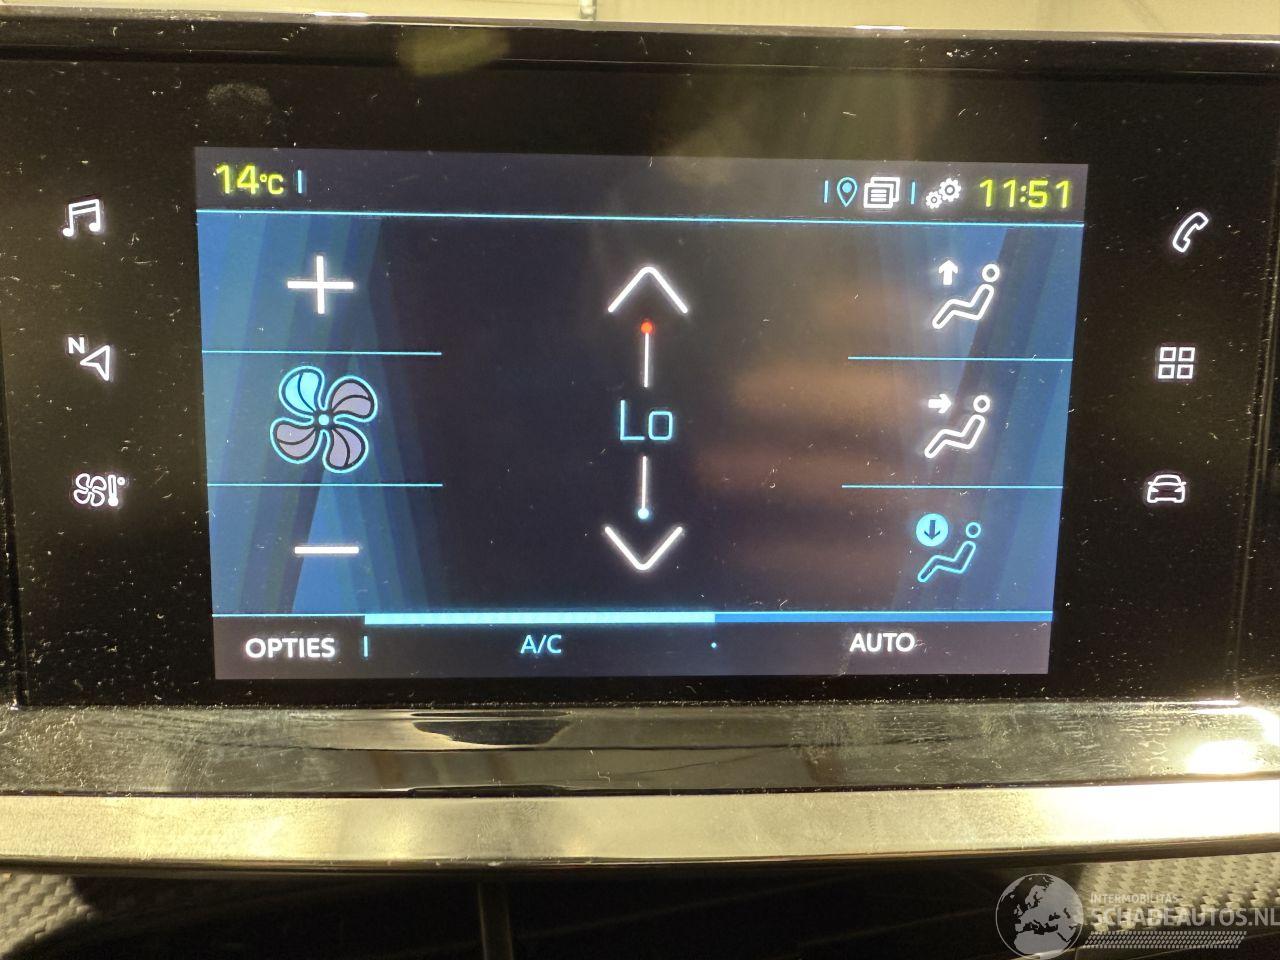 14°C
11:51
N
Lo
OPTIES
A/C
AUTO
INTERMOBILITAS
SCHADEAUTOS.NL